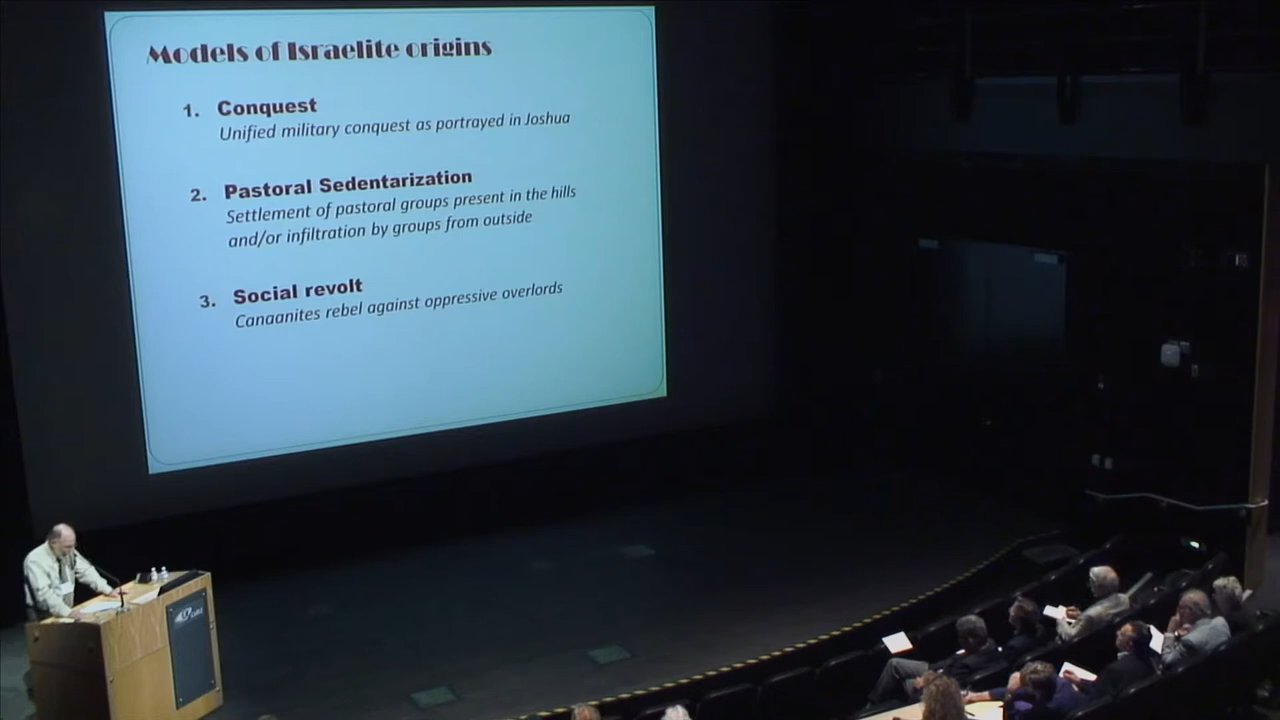 Models of Israelite origins
1. Conquest
Unified military conquest as portrayed in Joshua
2. Pastoral Sedentarization
Settlement of pastoral groups present in the hills
and/or infiltration by groups from outside
3. Social revolt
Canaanites rebel against oppressive overlords